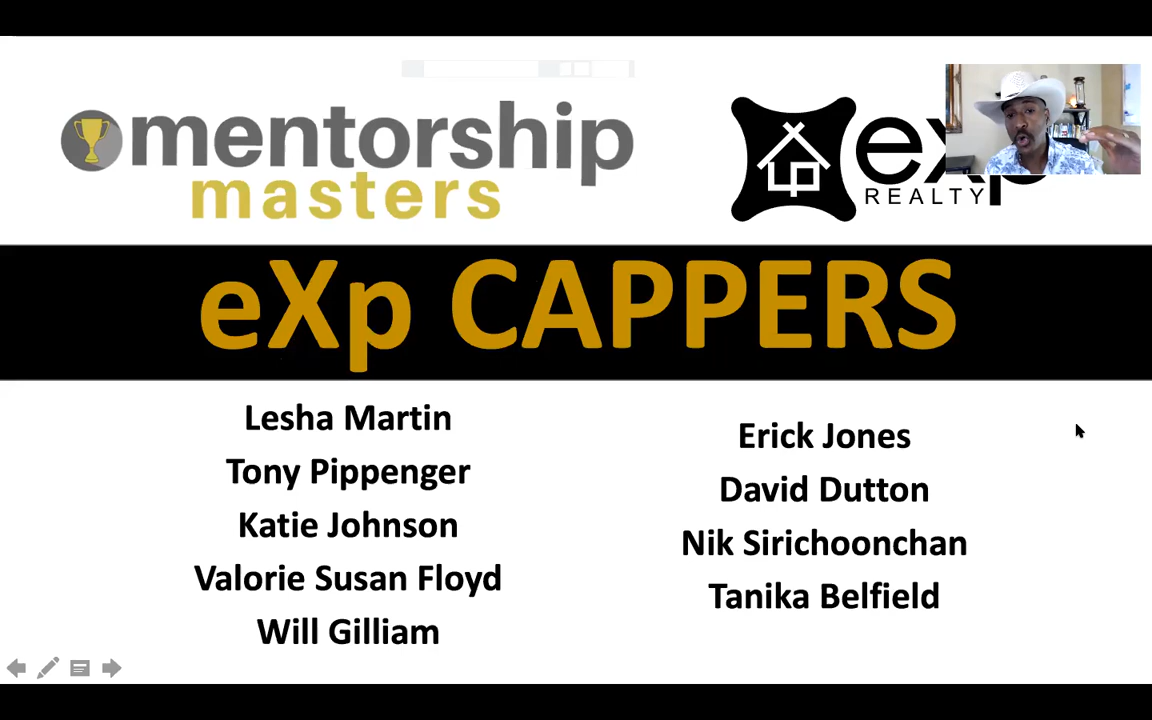 mentorship
masters
exp
REALTY
eXp CAPPERS
Lesha Martin
Tony Pippenger
Katie Johnson
Valorie Susan Floyd
Will Gilliam
Erick Jones
David Dutton
Nik Sirichoonchan
Tanika Belfield